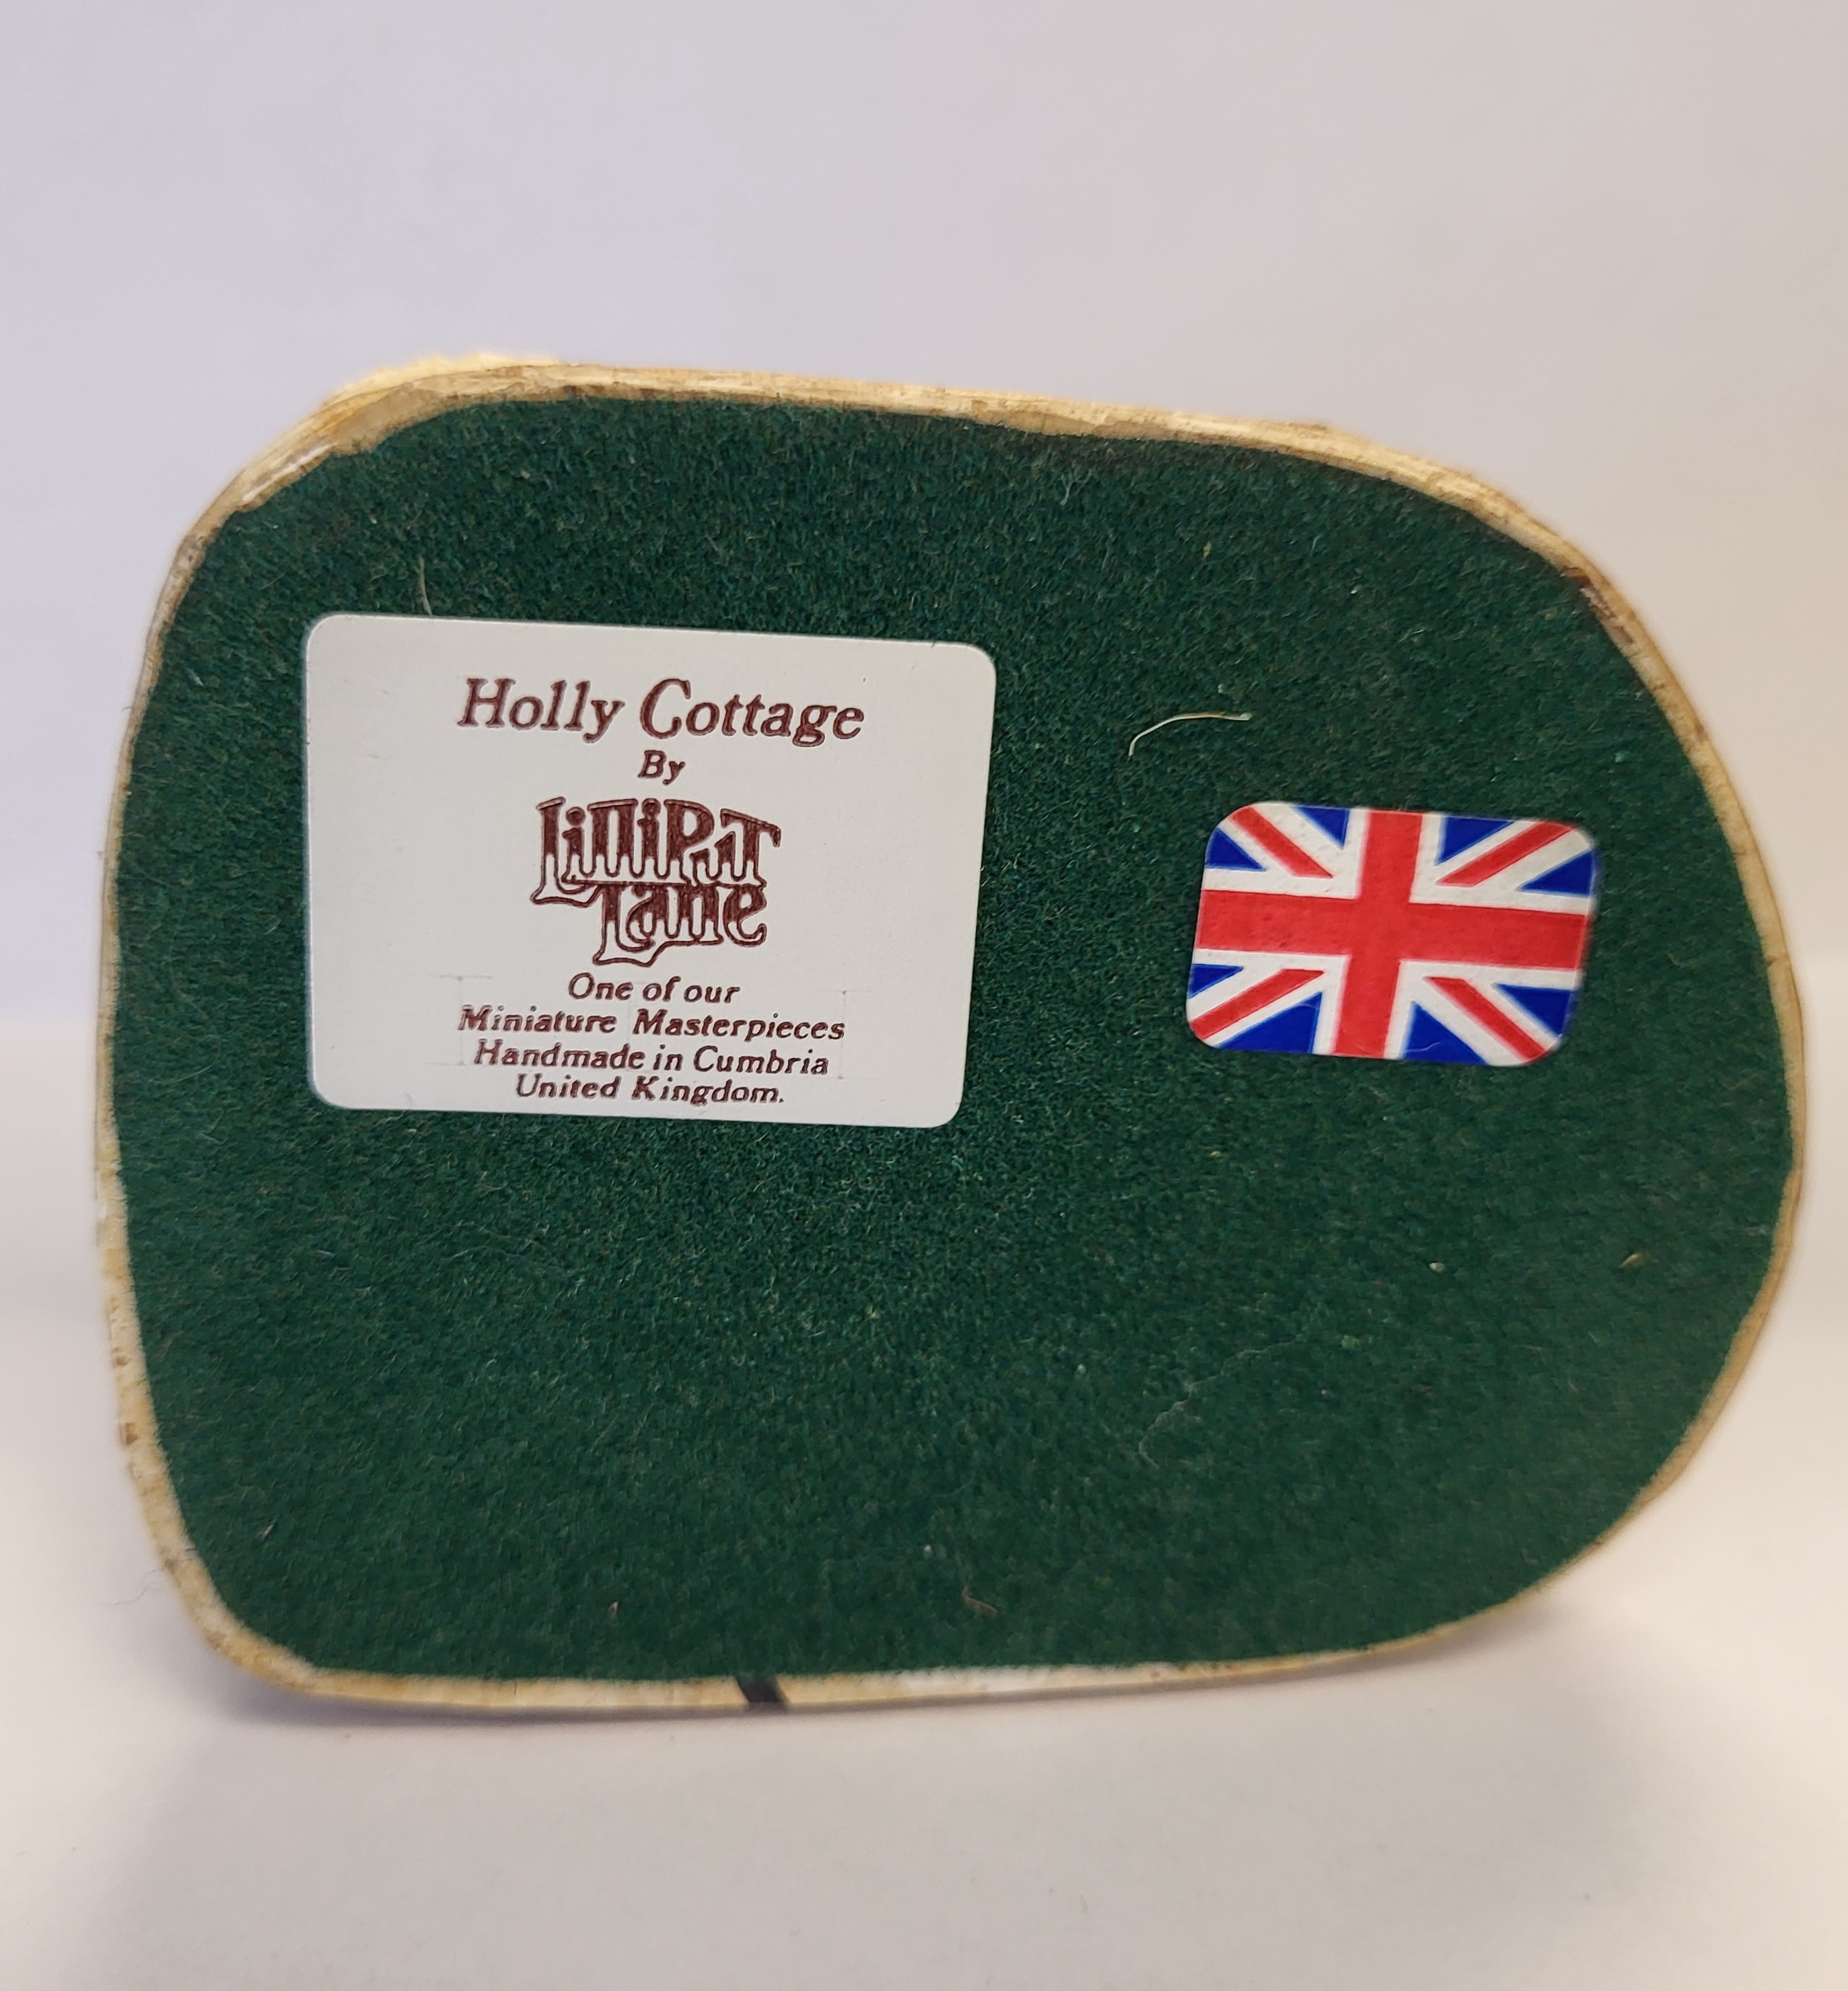 Holly Cottage
By
Lilliput
Lane
One of our
Miniature Masterpieces
Handmade in Cumbria
United Kingdom.